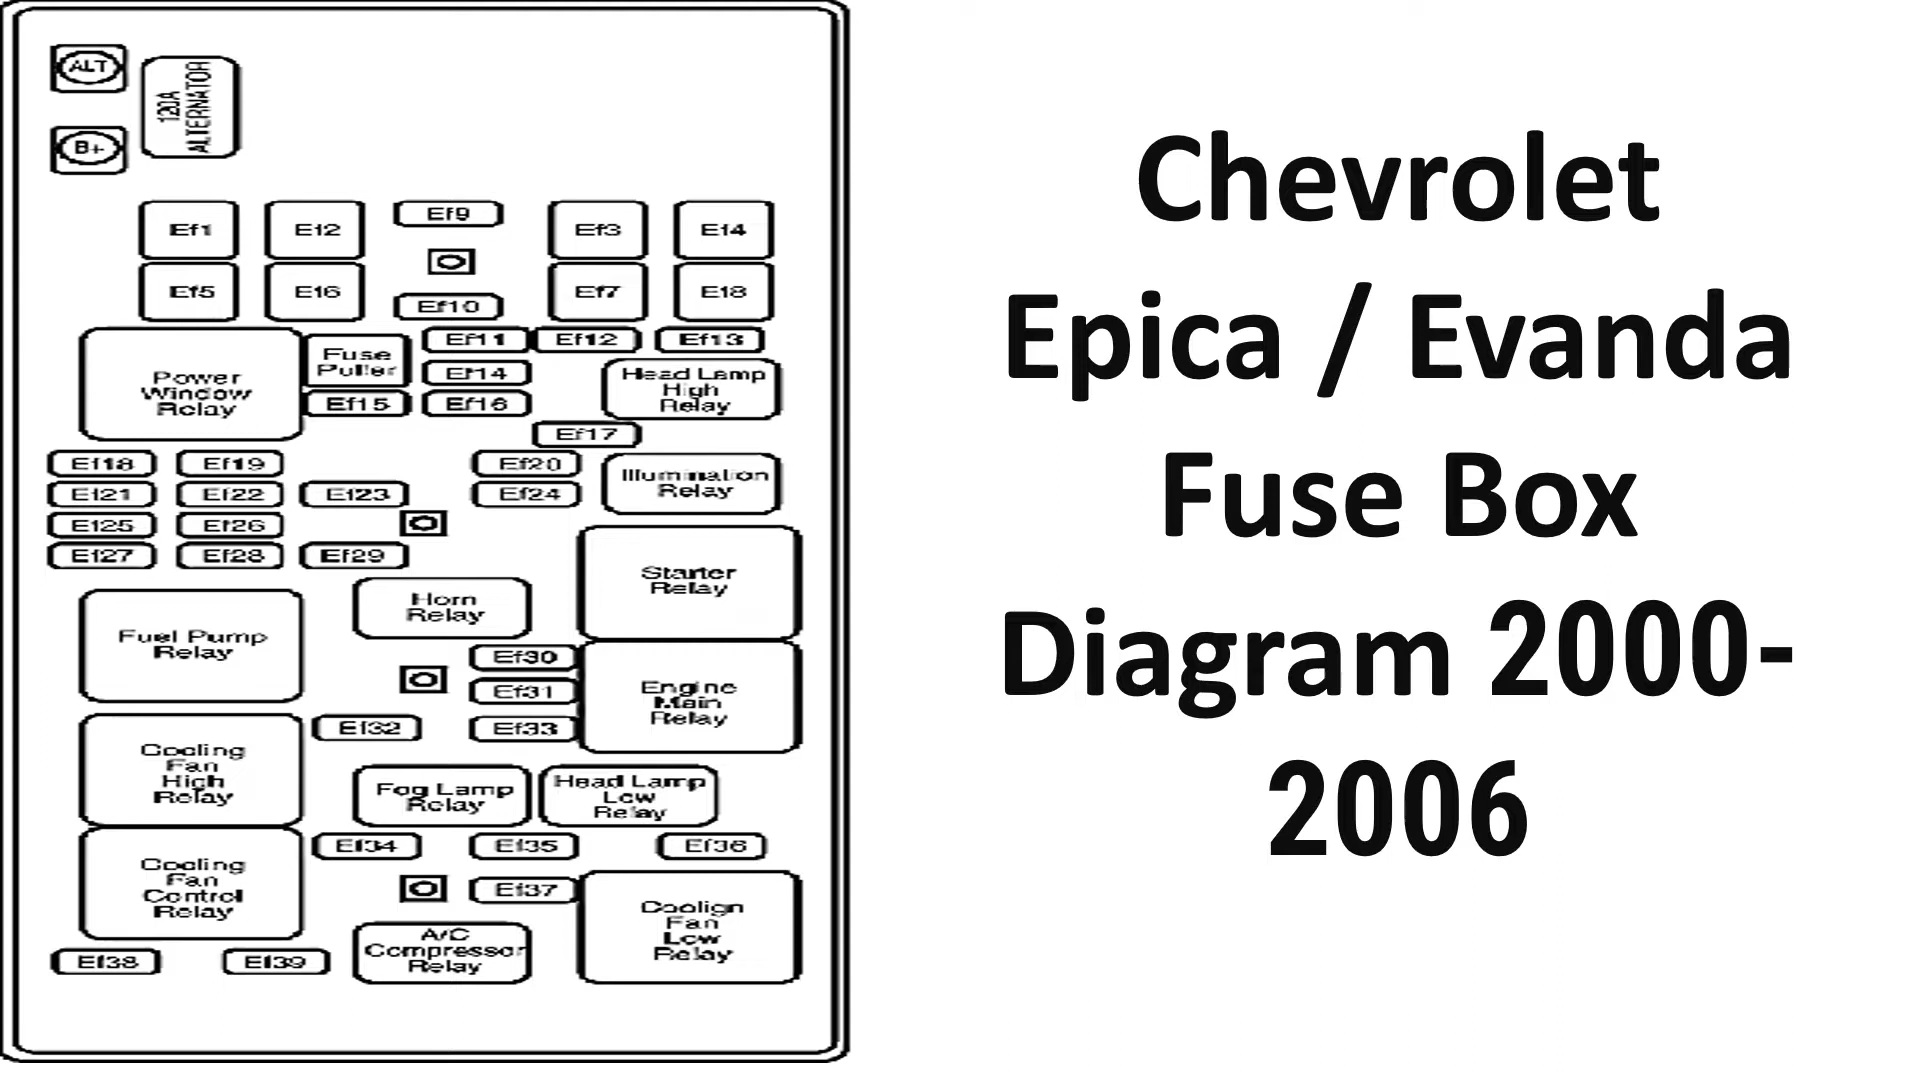 ALT
120A
ALTERNATOR
B+
Ef1
Ef2
Ef9
Ef3
Ef4
Ef5
Ef6
Ef10
Ef7
Ef8
Power
Window
Relay
Fuse
Puller
Ef11
Ef12
Ef13
Ef14
Ef15
Ef16
Head Lamp
High
Relay
Ef17
Ef18
Ef19
Ef20
Ef21
Ef22
Ef23
Ef24
Illumination
Relay
Ef25
Ef26
Ef27
Ef28
Ef29
Starter
Relay
Horn
Relay
Fuel Pump
Relay
Ef30
Ef31
Engine
Main
Relay
Ef32
Ef33
Cooling
Fan
High
Relay
Fog Lamp
Relay
Head Lamp
Low
Relay
Ef34
Ef35
Ef36
Cooling
Fan
Control
Relay
Ef37
Coolign
Fan
Low
Relay
A/C
Compressor
Relay
Ef38
Ef39
Chevrolet
Epica / Evanda
Fuse Box
Diagram 2000-
2006